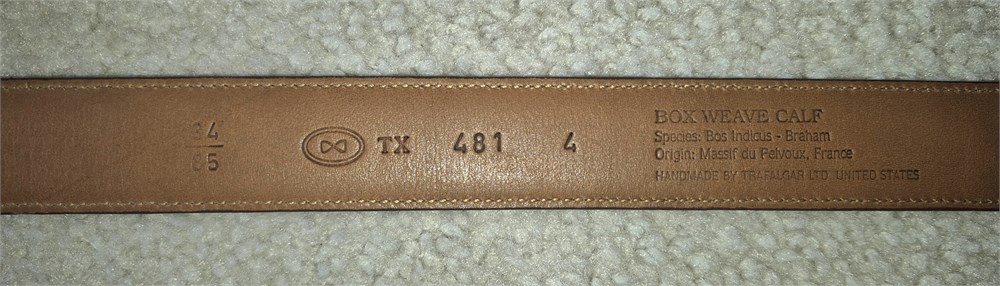 34
85
TX 481 4
BOX WEAVE CALF
Species: Bos Indicus - Braham
Origin: Massif du Pelvoux, France
HANDMADE BY TRAFALGAR LTD. UNITED STATES